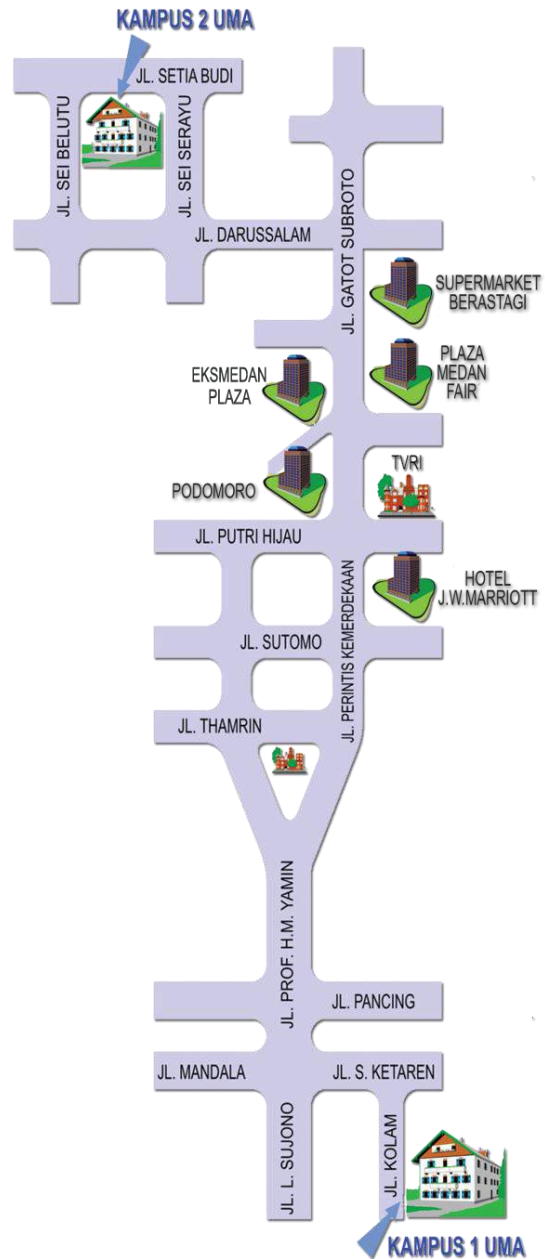 KAMPUS 2 UMA
JL. SETIA BUDI
JL. SEI BELUTU
JL. SEI SERAYU
JL. GATOT SUBROTO
JL. DARUSSALAM
SUPERMARKET
BERASTAGI
PLAZA
MEDAN
FAIR
EKSMEDAN
PLAZA
TVRI
PODOMORO
JL. PUTRI HIJAU
HOTEL
J.W.MARRIOTT
JL. PERINTIS KEMERDEKAAN
JL. SUTOMO
JL. THAMRIN
JL. PROF. H.M. YAMIN
JL. PANCING
JL. MANDALA
JL. S. KETAREN
JL. L. SUJONO
JL. KOLAM
KAMPUS 1 UMA